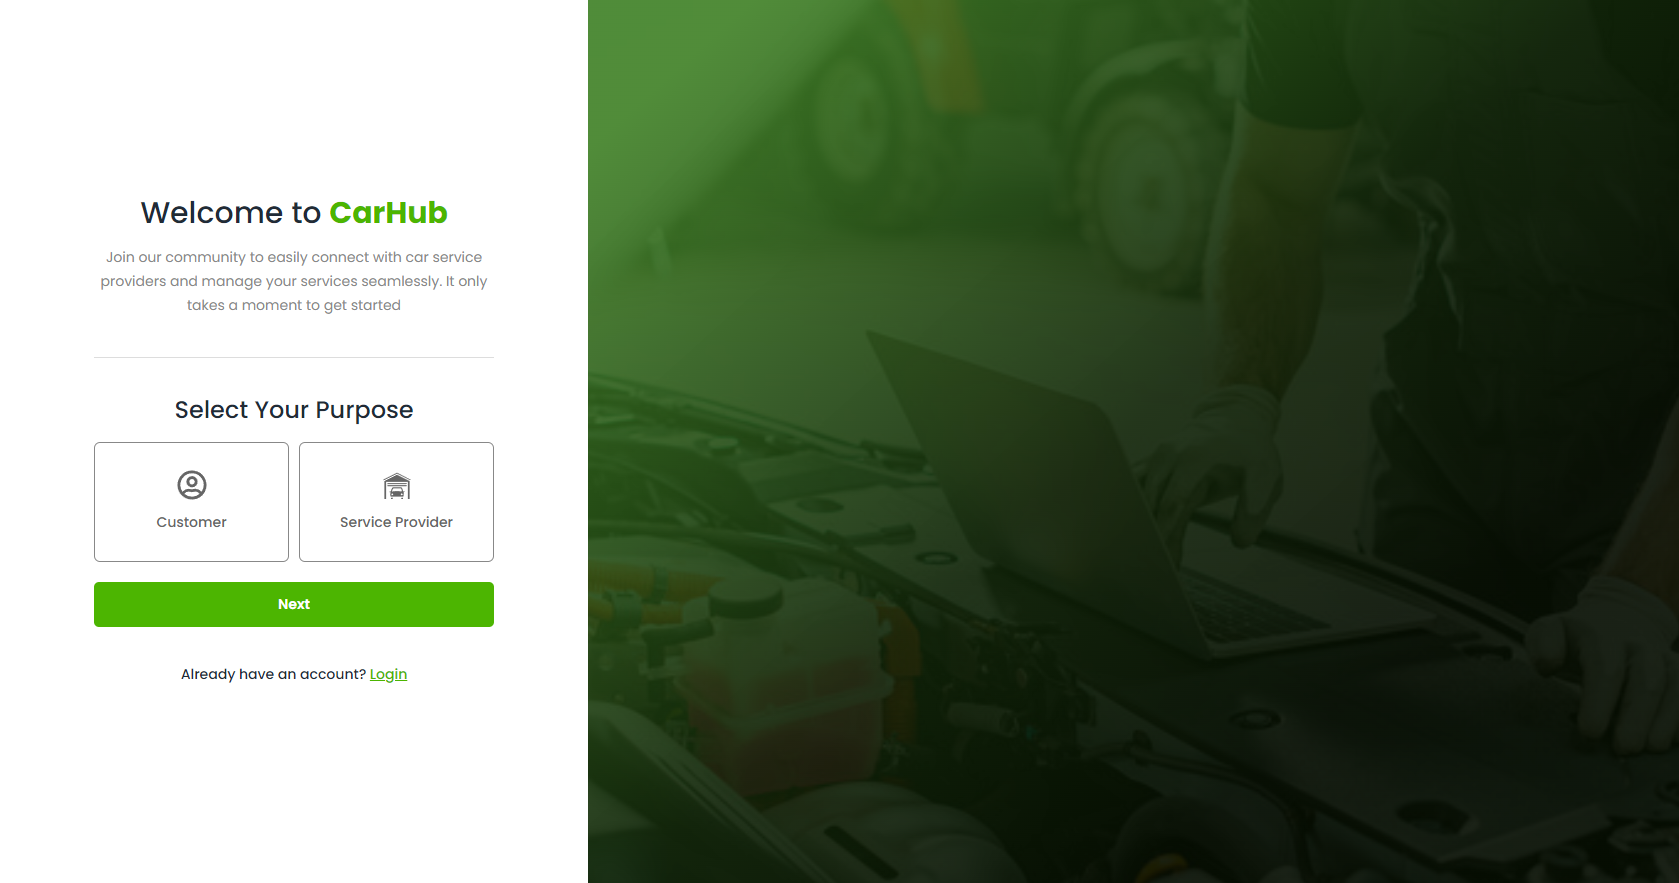 Welcome to CarHub
Join our community to easily connect with car service
providers and manage your services seamlessly. It only
takes a moment to get started
Select Your Purpose
Customer
Service Provider
Next
Already have an account? Login